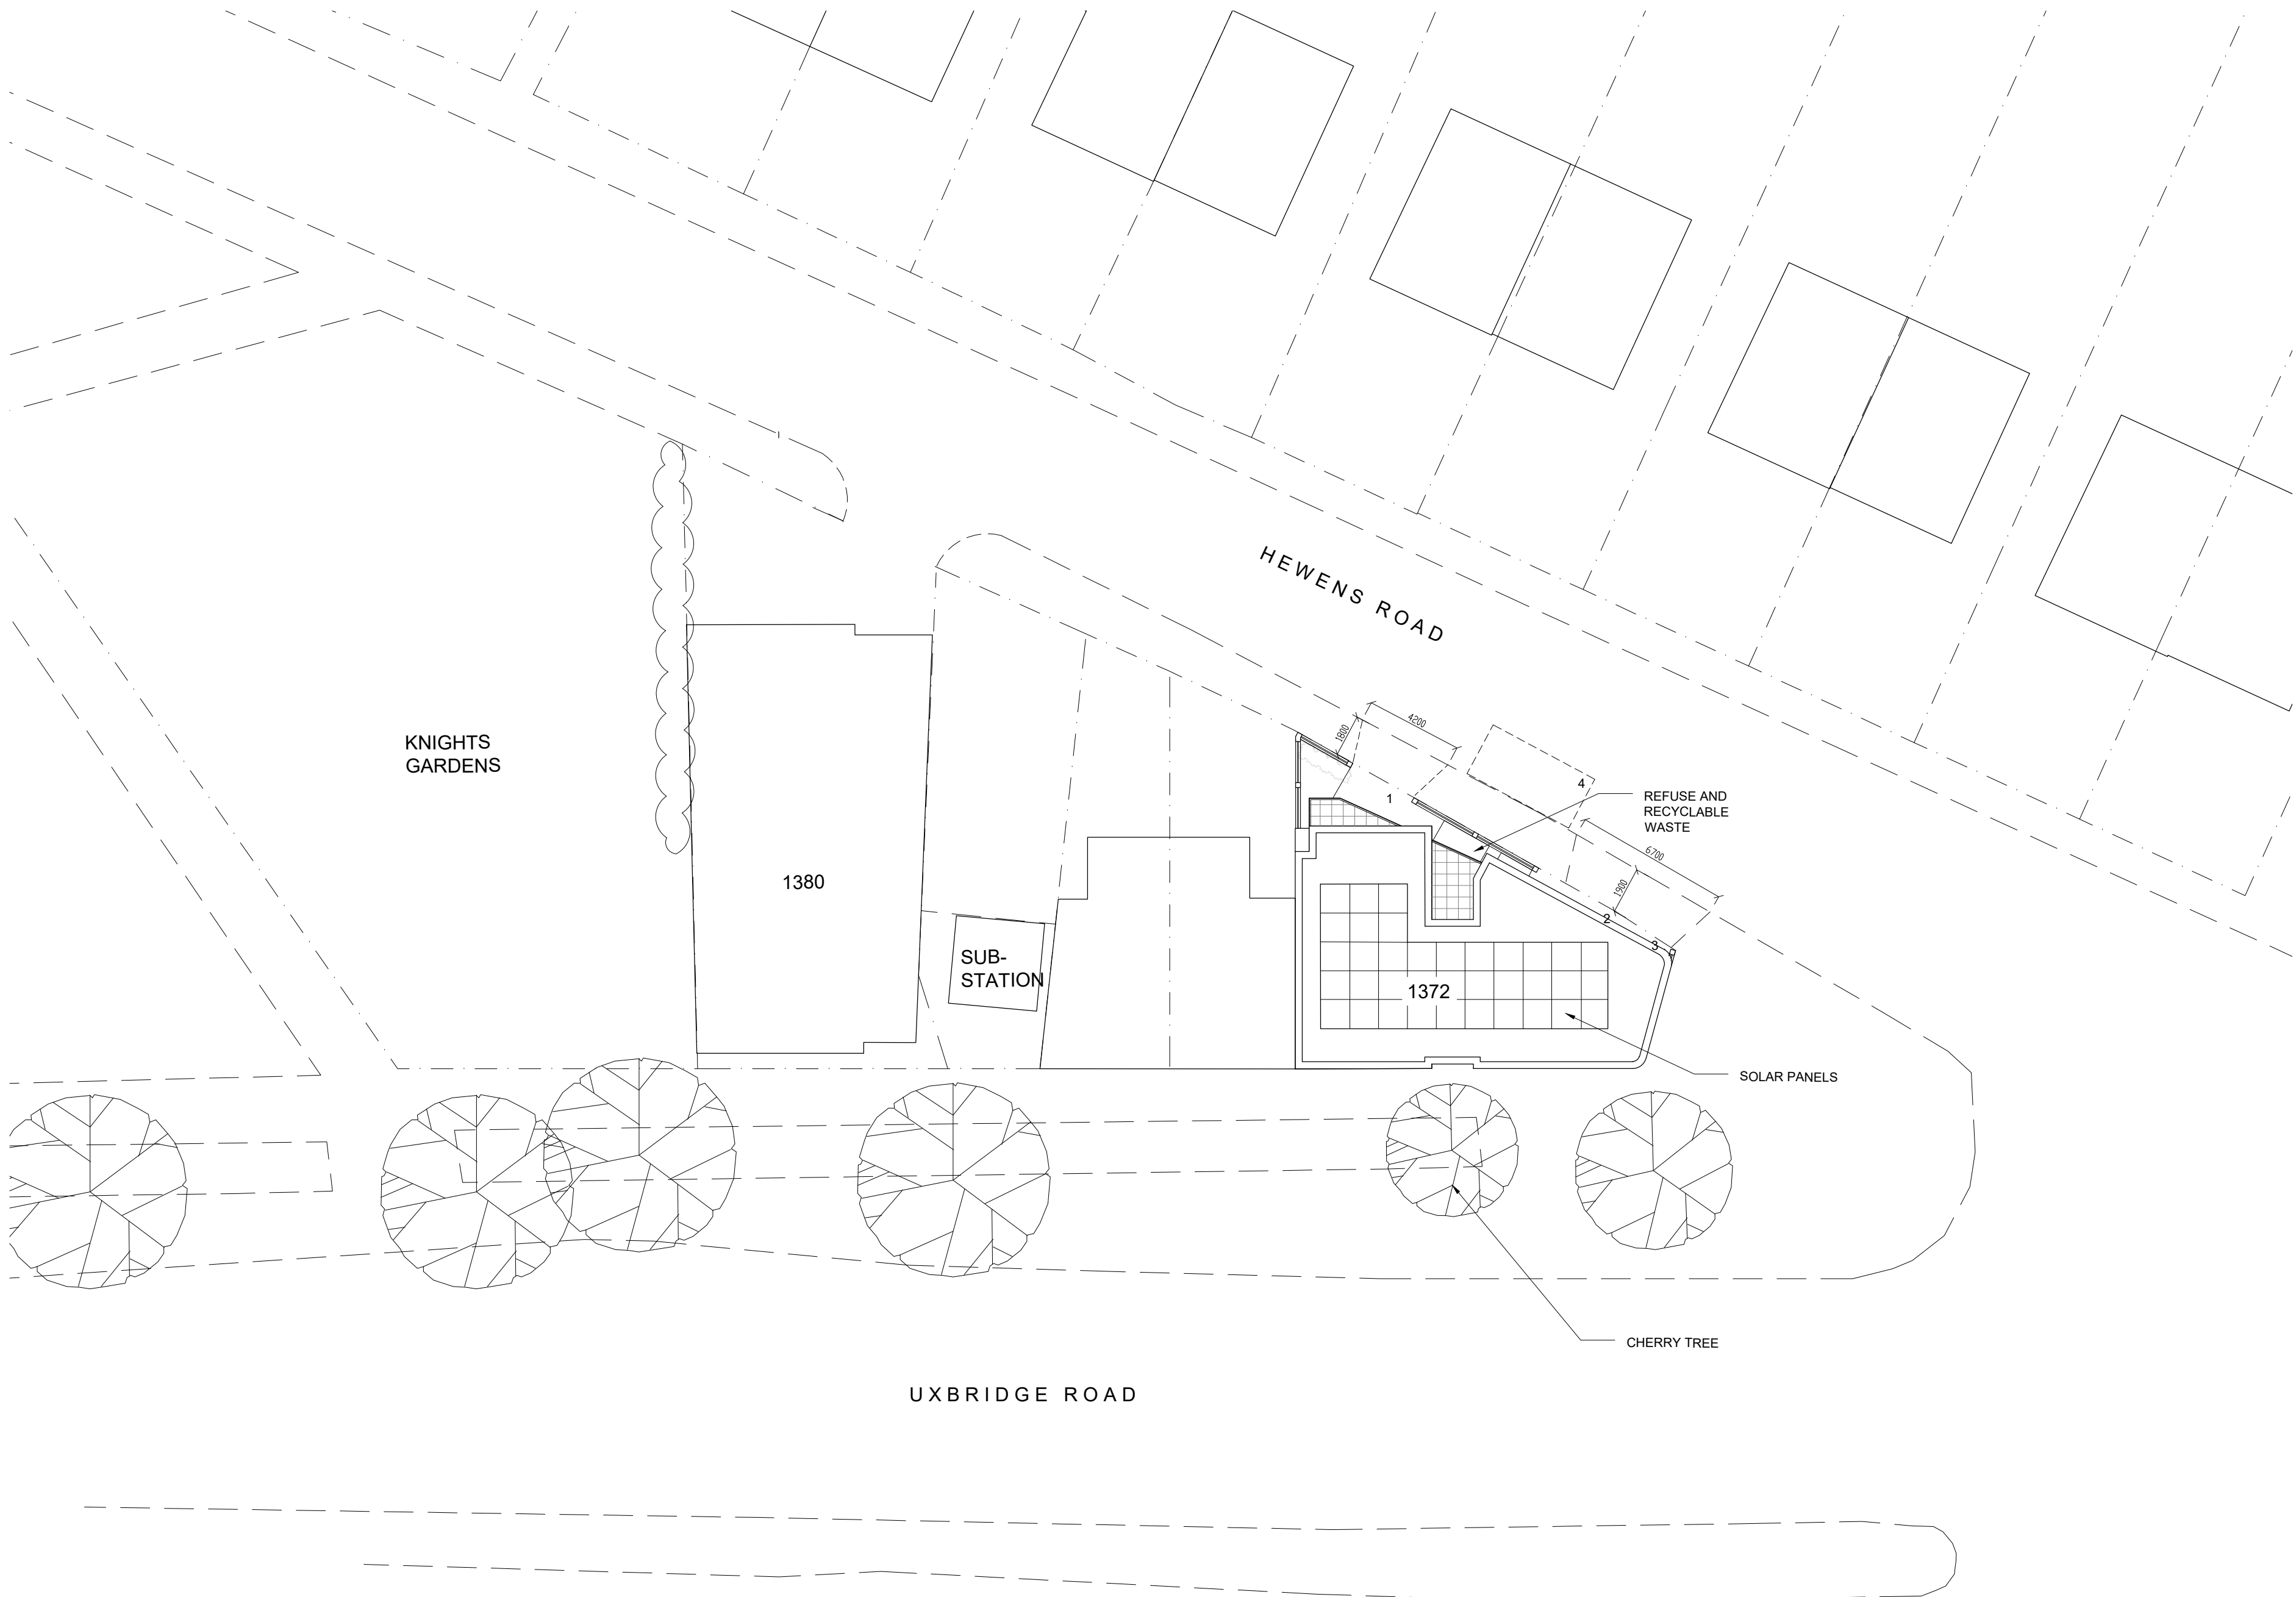 HEWENS ROAD
4200
1800
KNIGHTS
GARDENS
4
1
REFUSE AND
RECYCLABLE
WASTE
6700
1900
1380
2
3
SUB-
STATION
1372
SOLAR PANELS
CHERRY TREE
UXBRIDGE ROAD